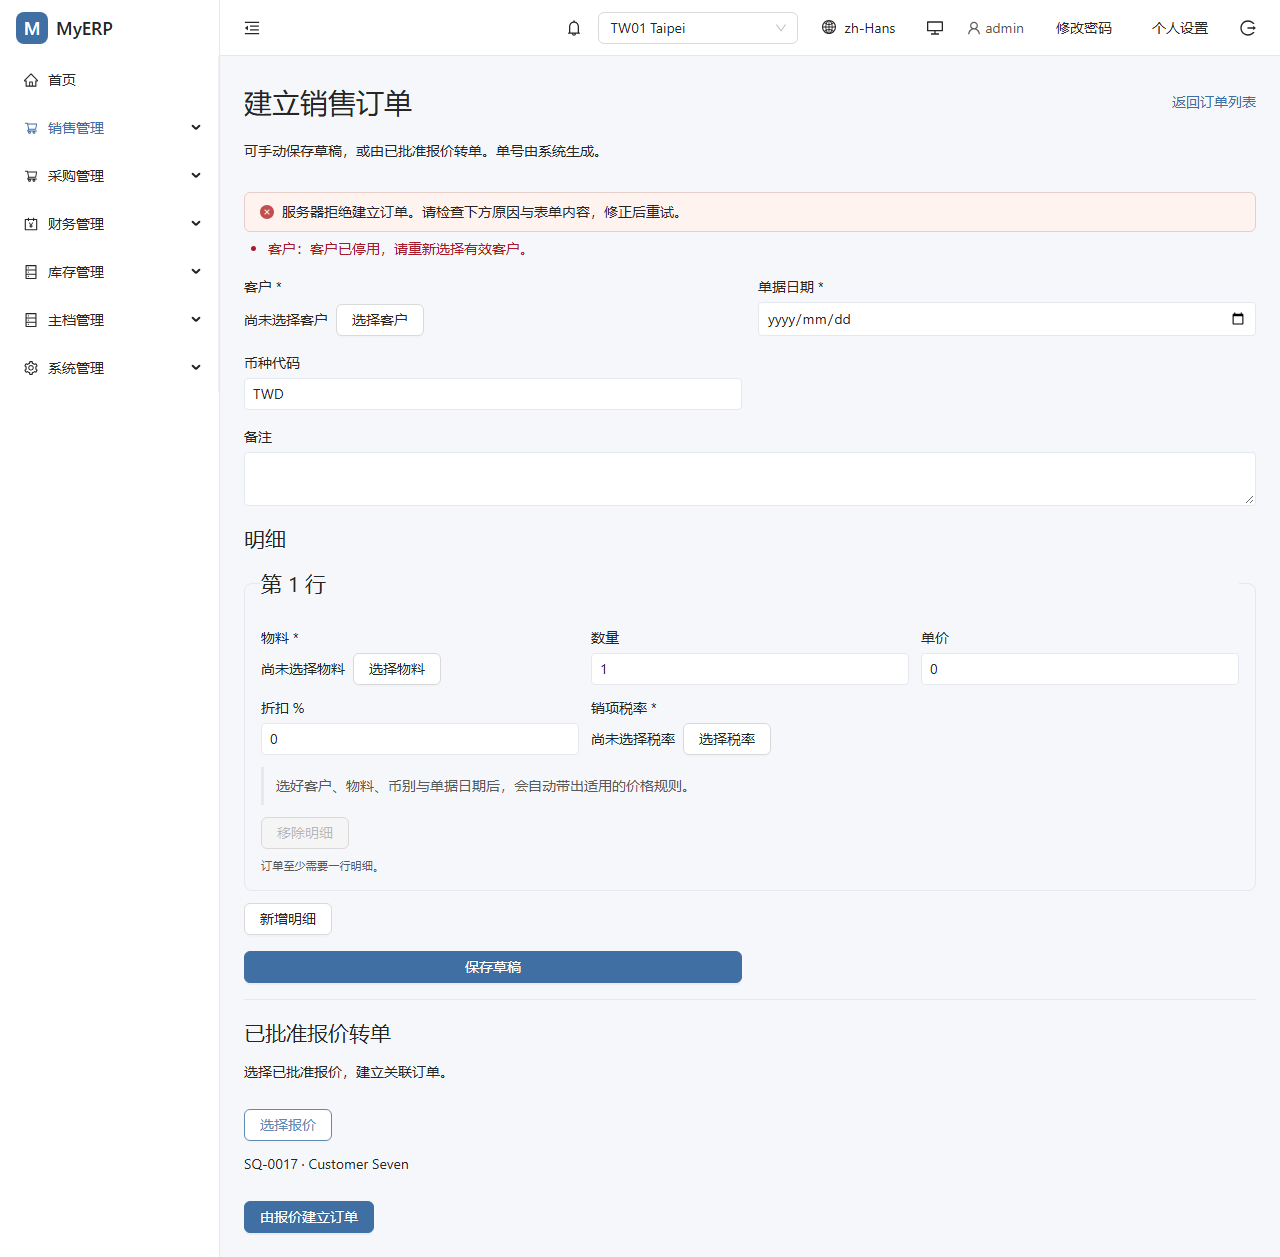 M MyERP
TW01 Taipei
zh-Hans
admin
修改密码
个人设置
首页
销售管理
采购管理
财务管理
库存管理
主档管理
系统管理
建立销售订单
返回订单列表
可手动保存草稿，或由已批准报价转单。单号由系统生成。
服务器拒绝建立订单。请检查下方原因与表单内容，修正后重试。
• 客户：客户已停用，请重新选择有效客户。
客户 *
单据日期 *
尚未选择客户 选择客户
yyyy/mm/dd
币种代码
TWD
备注
明细
第 1 行
物料 *
数量
单价
尚未选择物料 选择物料
1
0
折扣 %
销项税率 *
0
尚未选择税率 选择税率
选好客户、物料、币别与单据日期后，会自动带出适用的价格规则。
移除明细
订单至少需要一行明细。
新增明细
保存草稿
已批准报价转单
选择已批准报价，建立关联订单。
选择报价
SQ-0017 · Customer Seven
由报价建立订单